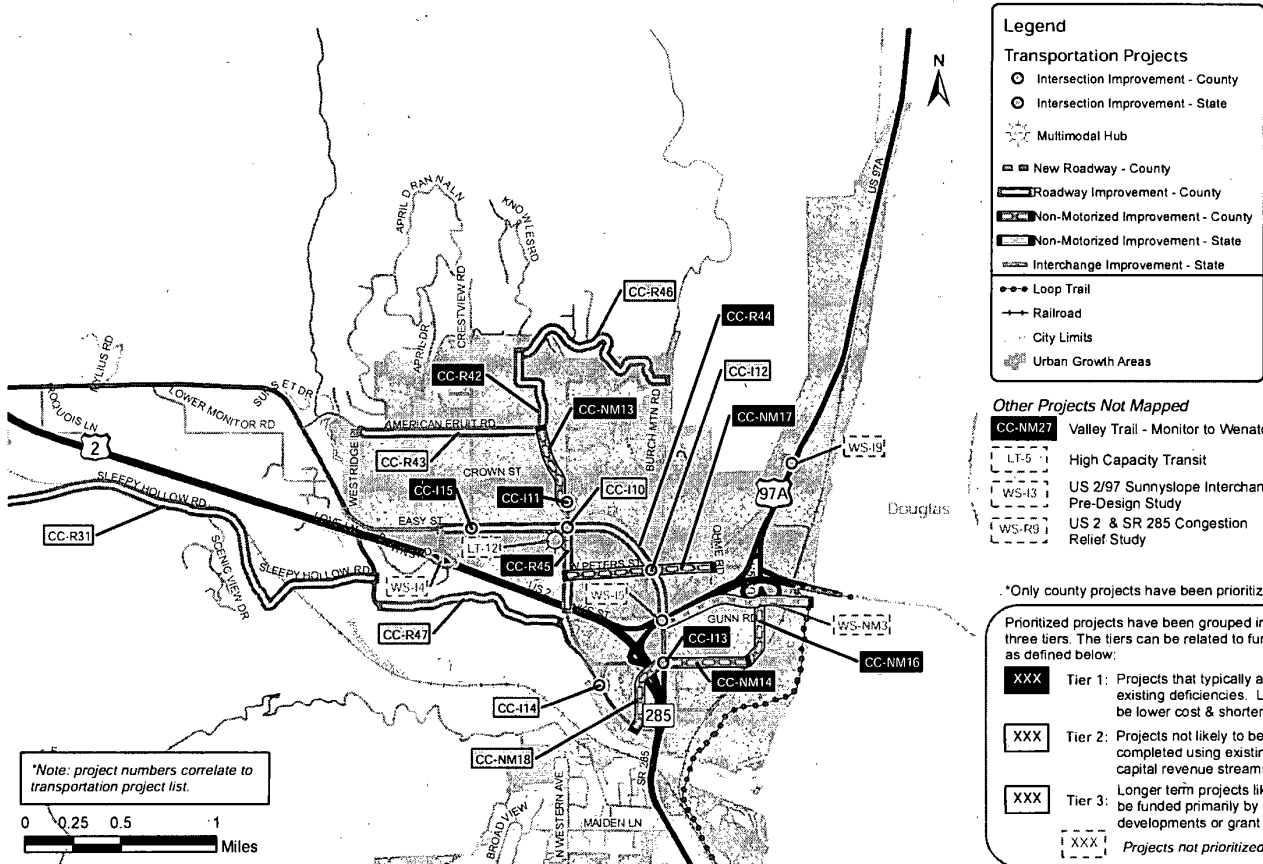 Legend
Transportation Projects
Intersection Improvement - County
Intersection Improvement - State
Multimodal Hub
New Roadway - County
Roadway Improvement - County
Non-Motorized Improvement - County
Non-Motorized Improvement - State
Interchange Improvement - State
Loop Trail
Railroad
City Limits
Urban Growth Areas
Other Projects Not Mapped
CC-NM27 Valley Trail - Monitor to
LT-5 High Capacity Transit
WS-I3 US 2/97 Sunnyslope
Pre-Design Study
WS-R9 US 2 & SR 285 Congestion
Relief Study
*Only county projects have been
Prioritized projects have been grouped
three tiers. The tiers can be related to
as defined below:
XXX Tier 1: Projects that typically
existing deficiencies.
be lower cost &
XXX Tier 2: Projects not likely to be
completed using
capital revenue
XXX Tier 3: Longer term projects
be funded primarily by
developments or grant
XXX Projects not prioritized
N
US 97A
APRIL D RAN NA LN
KNOWLES RD
CRESTVIEW RD
APRIL DR
CC-R46
CC-R44
CC-R42
CC-I12
CC-NM13
CC-NM17
LOWER MONITOR RD
AMERICAN FRUIT RD
BURCH MTN RD
WESTRIDGE
CC-R43
WS-I9
2
CROWN ST
CC-I15
CC-I11
CC-I10
97A
SLEEPY HOLLOW RD
EASY ST
Douglas
CC-R31
LT-12
CC-R45
W PETERS ST
OHME RD
SCENIC VIEW DR
SLEEPY HOLLOW RD
WS-I4
US 2
WS-I5
GUNN RD
WS-NM3
CC-R47
CC-I13
CC-NM16
CC-NM14
CC-I14
285
CC-NM18
SR 285
N WESTERN AVE
BROADVIEW
MAIDEN LN
*Note: project numbers correlate to
transportation project list.
0 0.25 0.5 1
Miles